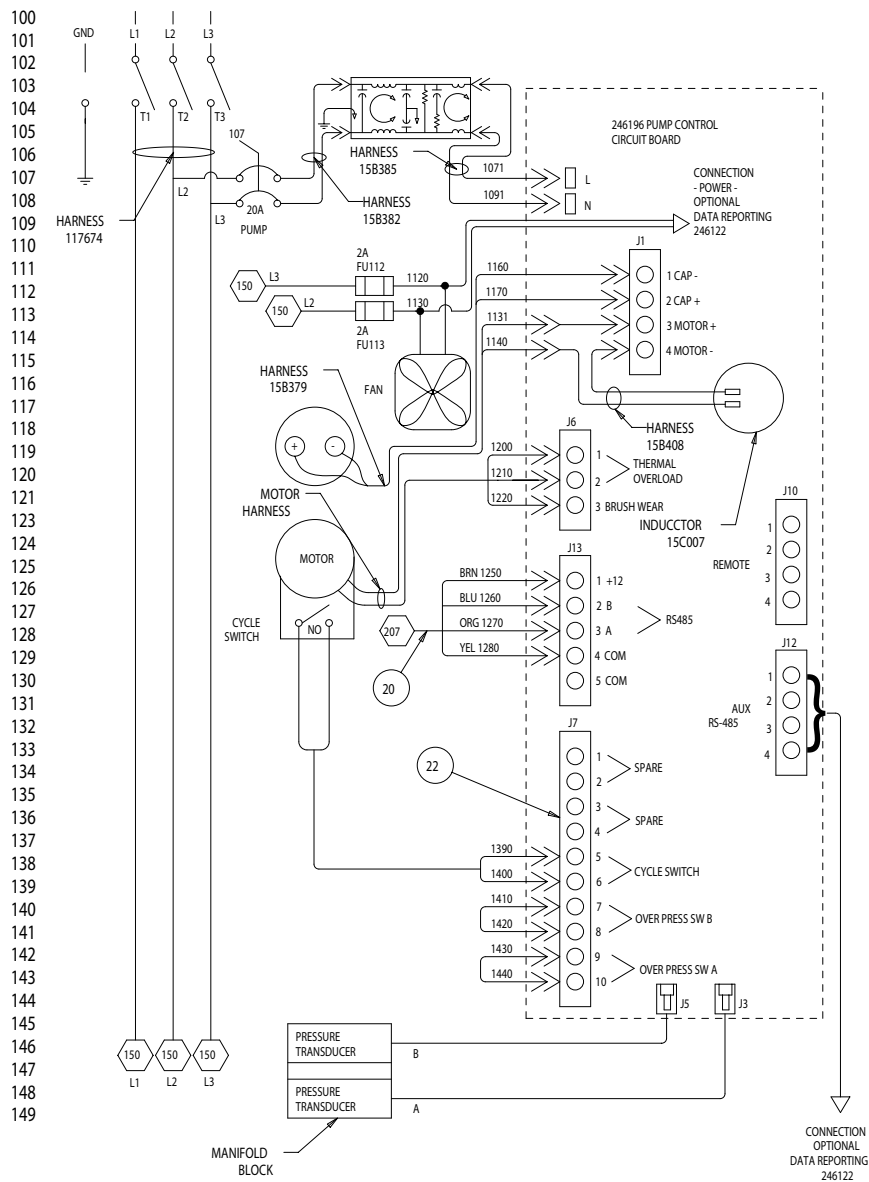 100
101
102
103
104
105
106
107
108
109
110
111
112
113
114
115
116
117
118
119
120
121
123
124
125
126
127
128
129
130
131
132
133
134
135
136
137
138
139
140
141
142
143
144
145
146
147
148
149
GND
L1
L2
L3
T1
T2
T3
107
L2
L3
20A
PUMP
HARNESS
117674
HARNESS
15B385
HARNESS
15B382
1071
1091
L
N
246196 PUMP CONTROL
CIRCUIT BOARD
CONNECTION
- POWER -
OPTIONAL
DATA REPORTING
246122
150
L3
2A
FU112
1120
150
L2
1130
2A
FU113
FAN
1160
1170
1131
1140
J1
1 CAP -
2 CAP +
3 MOTOR +
4 MOTOR -
HARNESS
15B379
+
-
HARNESS
15B408
INDUCCTOR
15C007
MOTOR
HARNESS
MOTOR
CYCLE
SWITCH
NO
J6
1200
1210
1220
1
2
3 BRUSH WEAR
THERMAL
OVERLOAD
J10
1
2
3
4
REMOTE
J13
BRN 1250
BLU 1260
ORG 1270
YEL 1280
1 +12
2 B
3 A
4 COM
5 COM
RS485
207
20
J12
1
2
3
4
AUX
RS-485
J7
22
1
2
SPARE
3
4
SPARE
1390
1400
5
6
CYCLE SWITCH
1410
1420
7
8
OVER PRESS SW B
1430
1440
9
10
OVER PRESS SW A
J5
J3
150
150
150
L1
L2
L3
PRESSURE
TRANSDUCER
B
PRESSURE
TRANSDUCER
A
MANIFOLD
BLOCK
CONNECTION
OPTIONAL
DATA REPORTING
246122